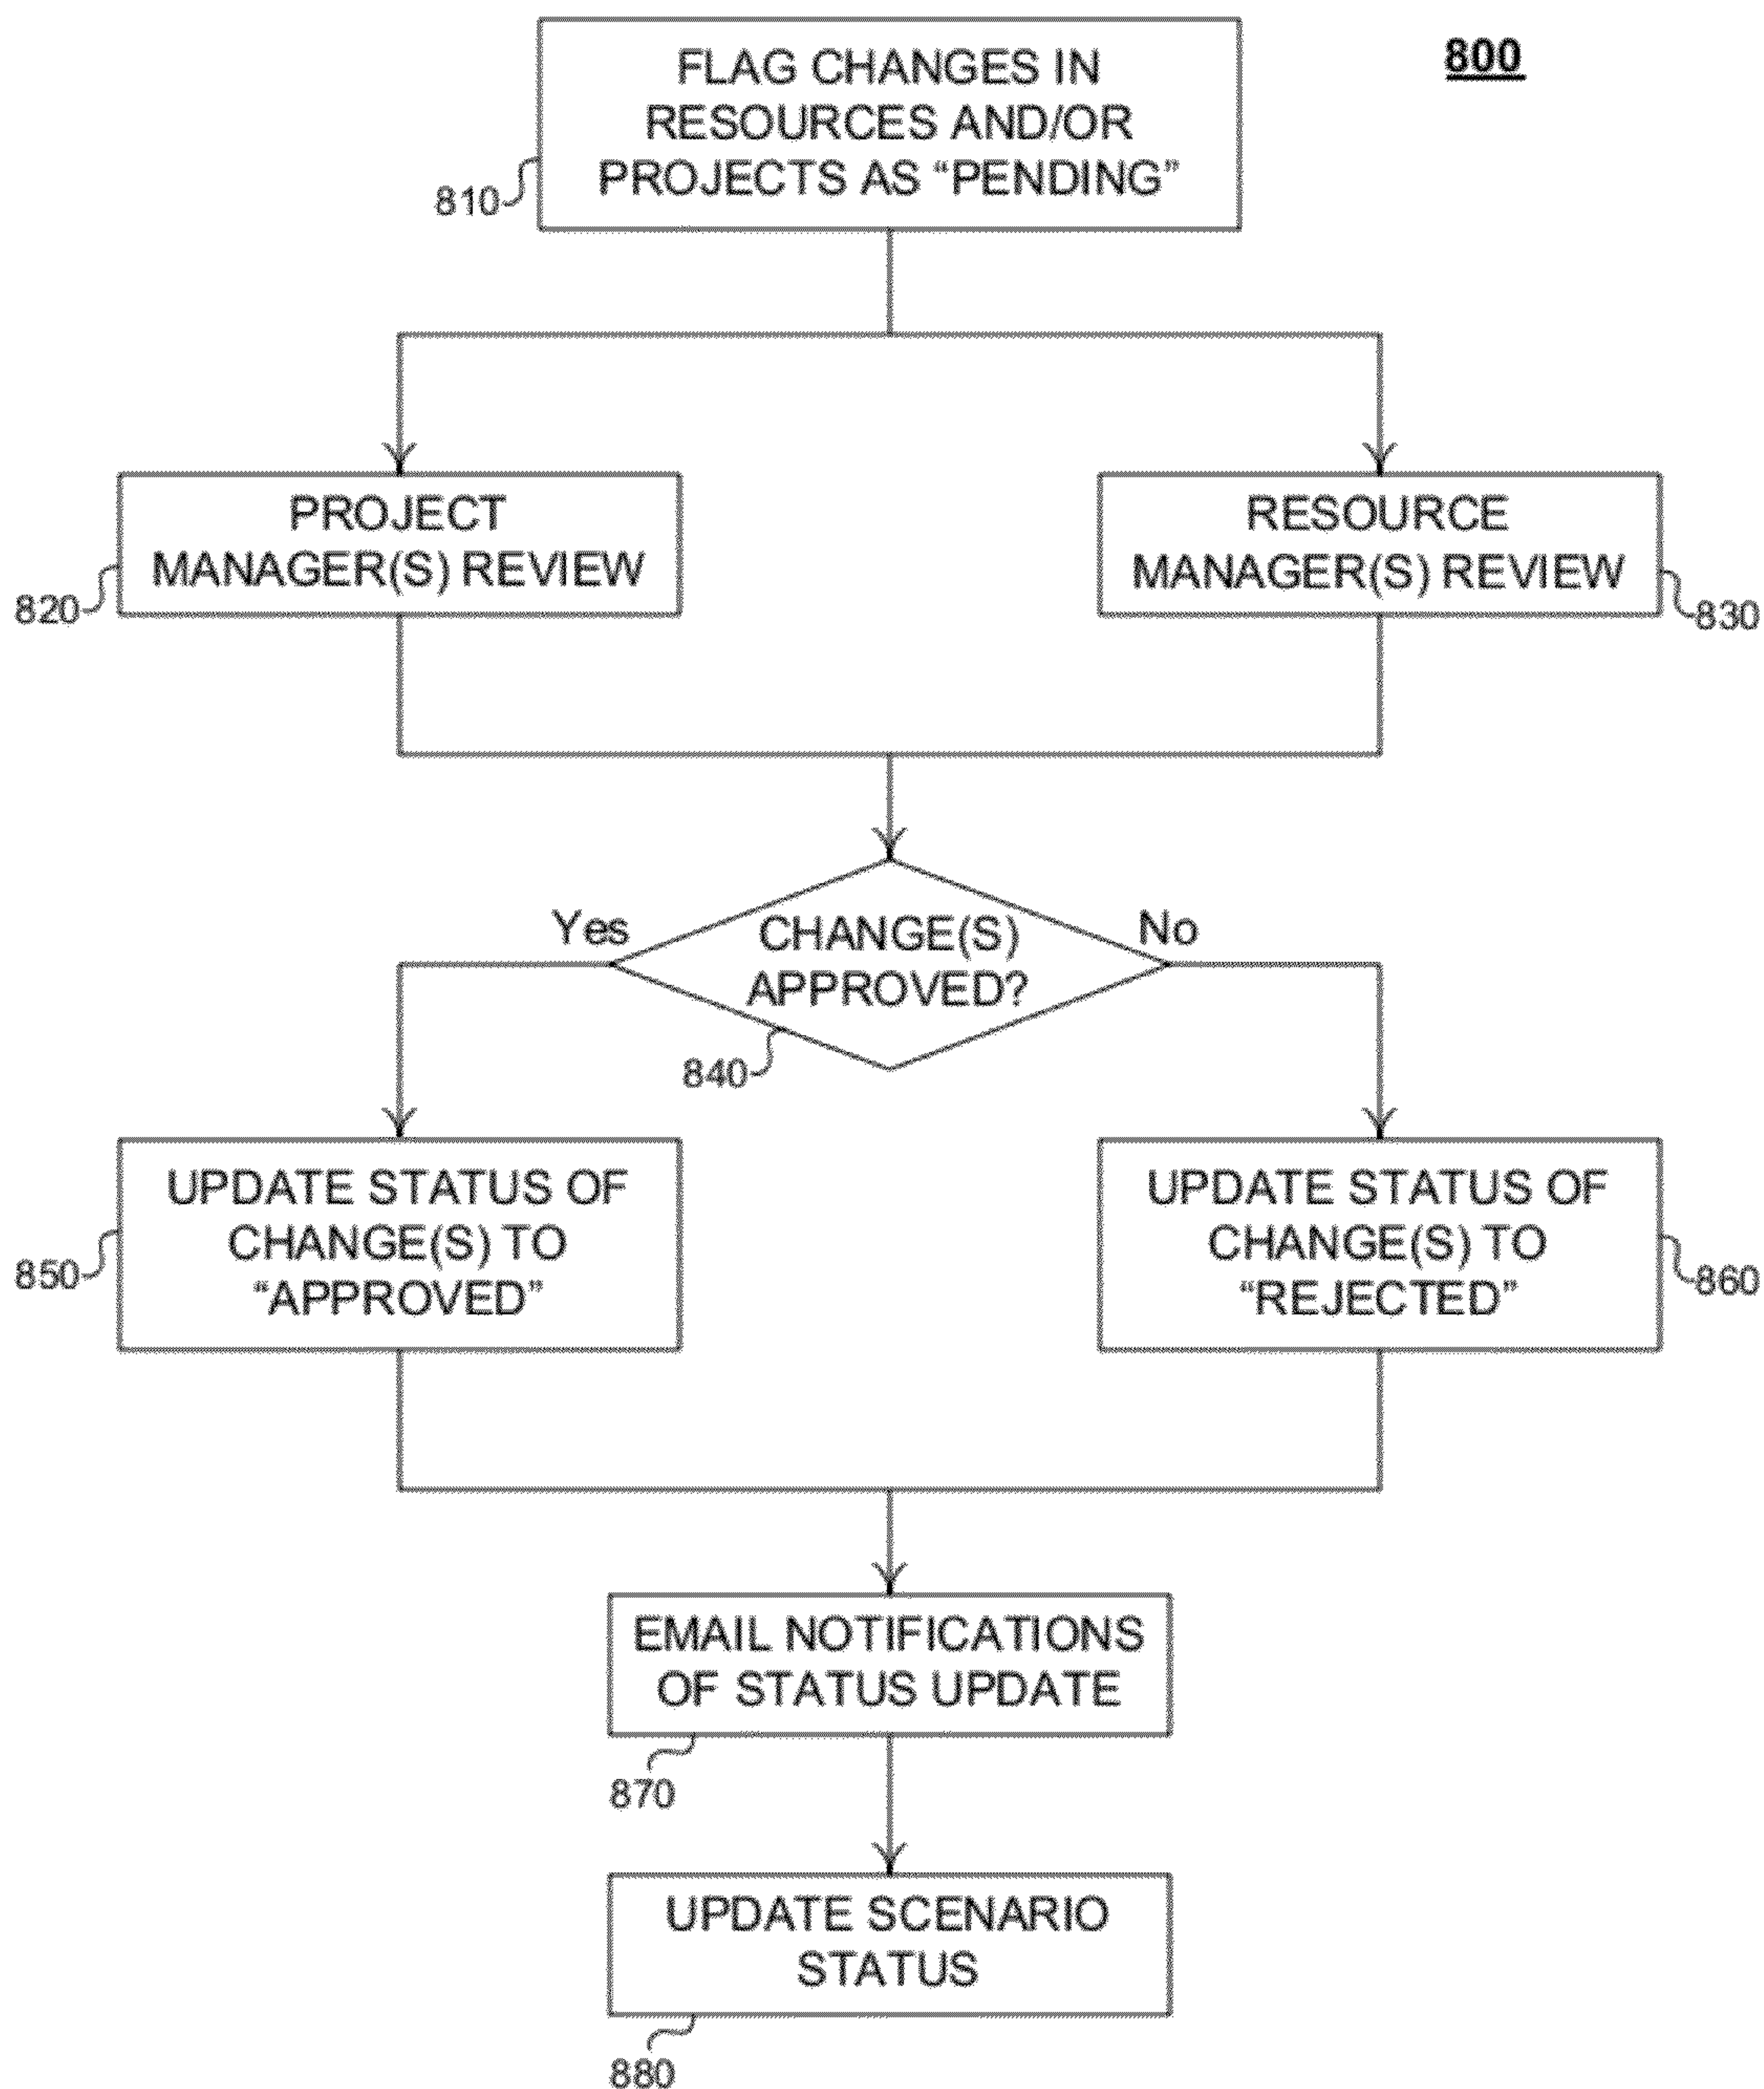 800
FLAG CHANGES IN
RESOURCES AND/OR
PROJECTS AS “PENDING”
810
PROJECT
MANAGER(S) REVIEW
820
RESOURCE
MANAGER(S) REVIEW
830
Yes
CHANGE(S)
APPROVED?
No
840
UPDATE STATUS OF
CHANGE(S) TO
“APPROVED”
850
UPDATE STATUS OF
CHANGE(S) TO
“REJECTED”
860
EMAIL NOTIFICATIONS
OF STATUS UPDATE
870
UPDATE SCENARIO
STATUS
880